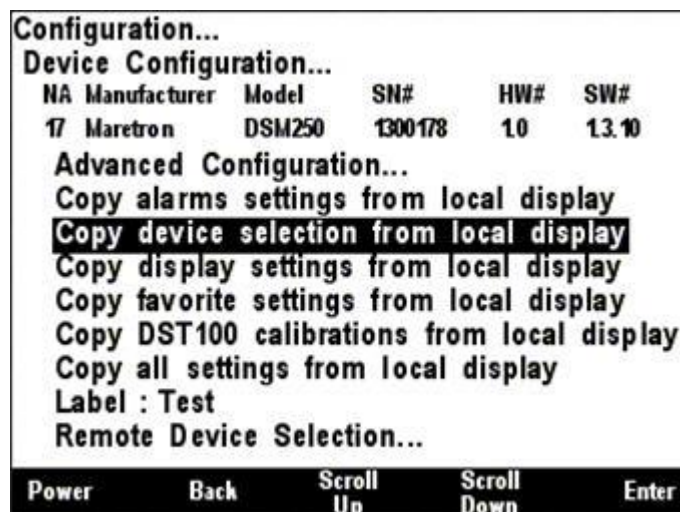 Configuration...
Device Configuration...
NA Manufacturer Model SN# HW# SW#
17 Maretron DSM250 1300178 1.0 1.3.10
Advanced Configuration...
Copy alarms settings from local display
Copy device selection from local display
Copy display settings from local display
Copy favorite settings from local display
Copy DST100 calibrations from local display
Copy all settings from local display
Label : Test
Remote Device Selection...
Power Back Scroll Up Scroll Down Enter